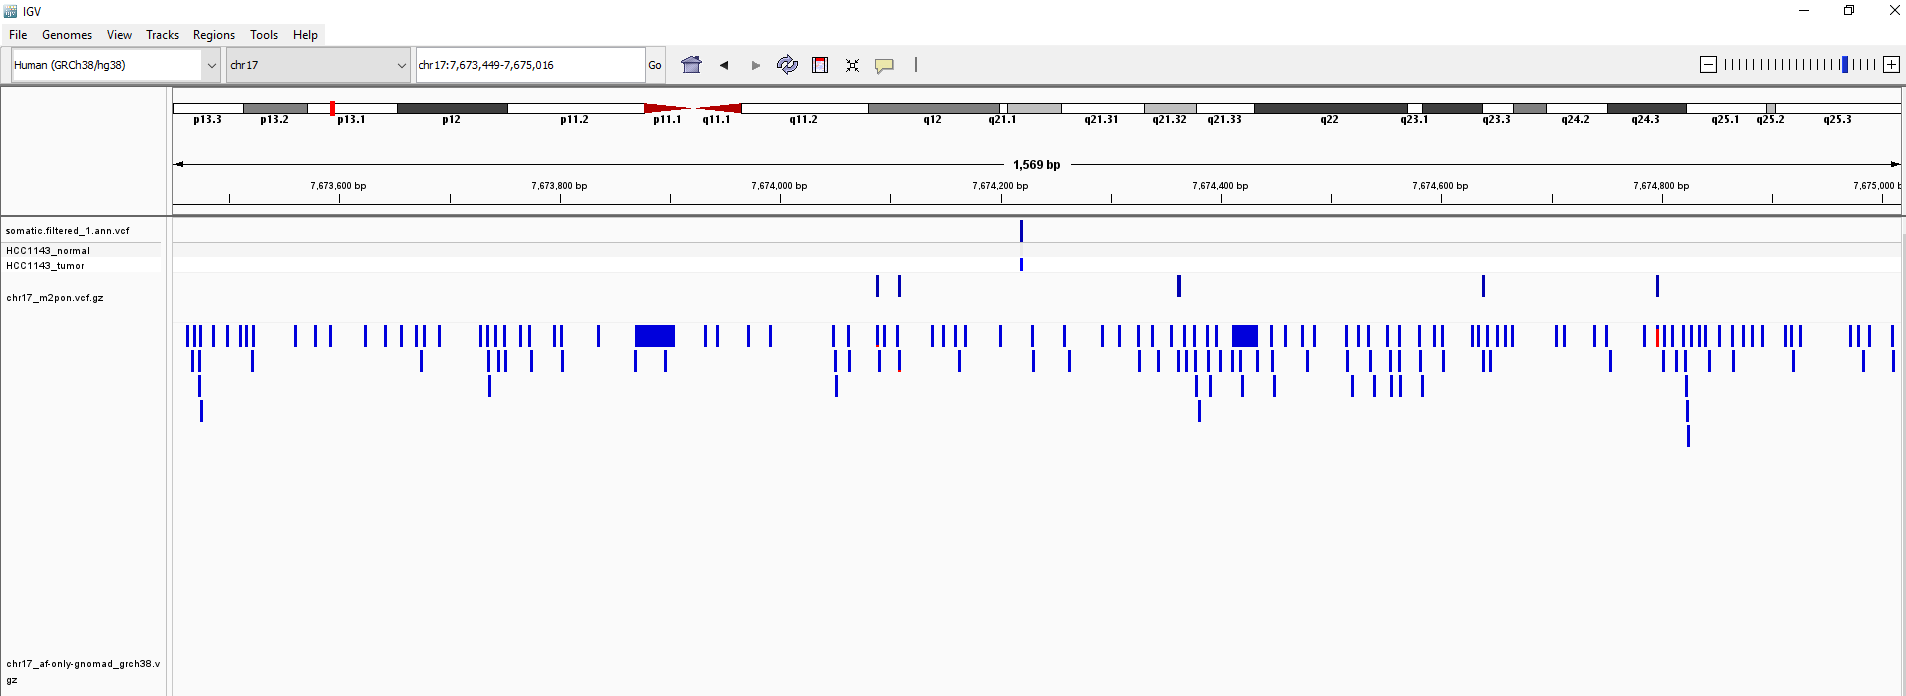 IGV
File Genomes View Tracks Regions Tools Help
Human (GRCh38/hg38) chr17 chr17:7,673,449-7,675,016 Go
p13.3 p13.2 p13.1 p12 p11.2 p11.1 q11.1 q11.2 q12 q21.1 q21.31 q21.32 q21.33 q22 q23.1 q23.3 q24.2 q24.3 q25.1 q25.2 q25.3
1,569 bp
7,673,600 bp 7,673,800 bp 7,674,000 bp 7,674,200 bp 7,674,400 bp 7,674,600 bp 7,674,800 bp 7,675,000 b
somatic.filtered_1.ann.vcf
HCC1143_normal
HCC1143_tumor
chr17_m2pon.vcf.gz
chr17_af-only-gnomad_grch38.v
gz